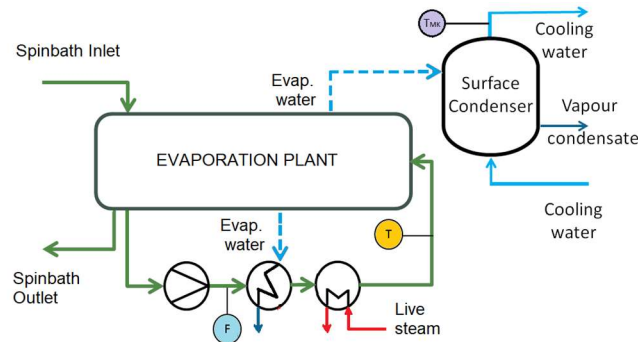 TMK
Cooling
water
Spinbath Inlet
Evap.
water
Surface
Condenser
Vapour
condensate
EVAPORATION PLANT
Cooling
water
Evap.
water
T
Spinbath
Outlet
F
Live
steam